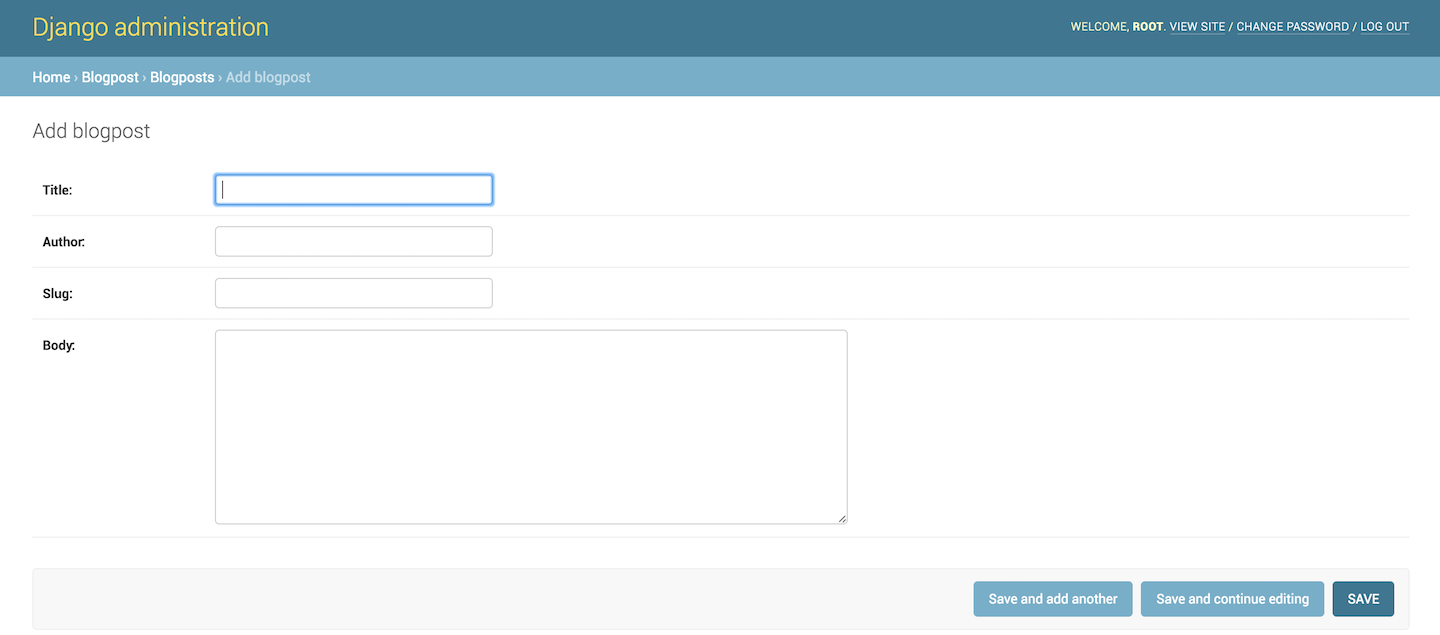 Django administration
WELCOME, ROOT. VIEW SITE / CHANGE PASSWORD / LOG OUT
Home › Blogpost › Blogposts › Add blogpost
Add blogpost
Title:
Author:
Slug:
Body:
Save and add another
Save and continue editing
SAVE